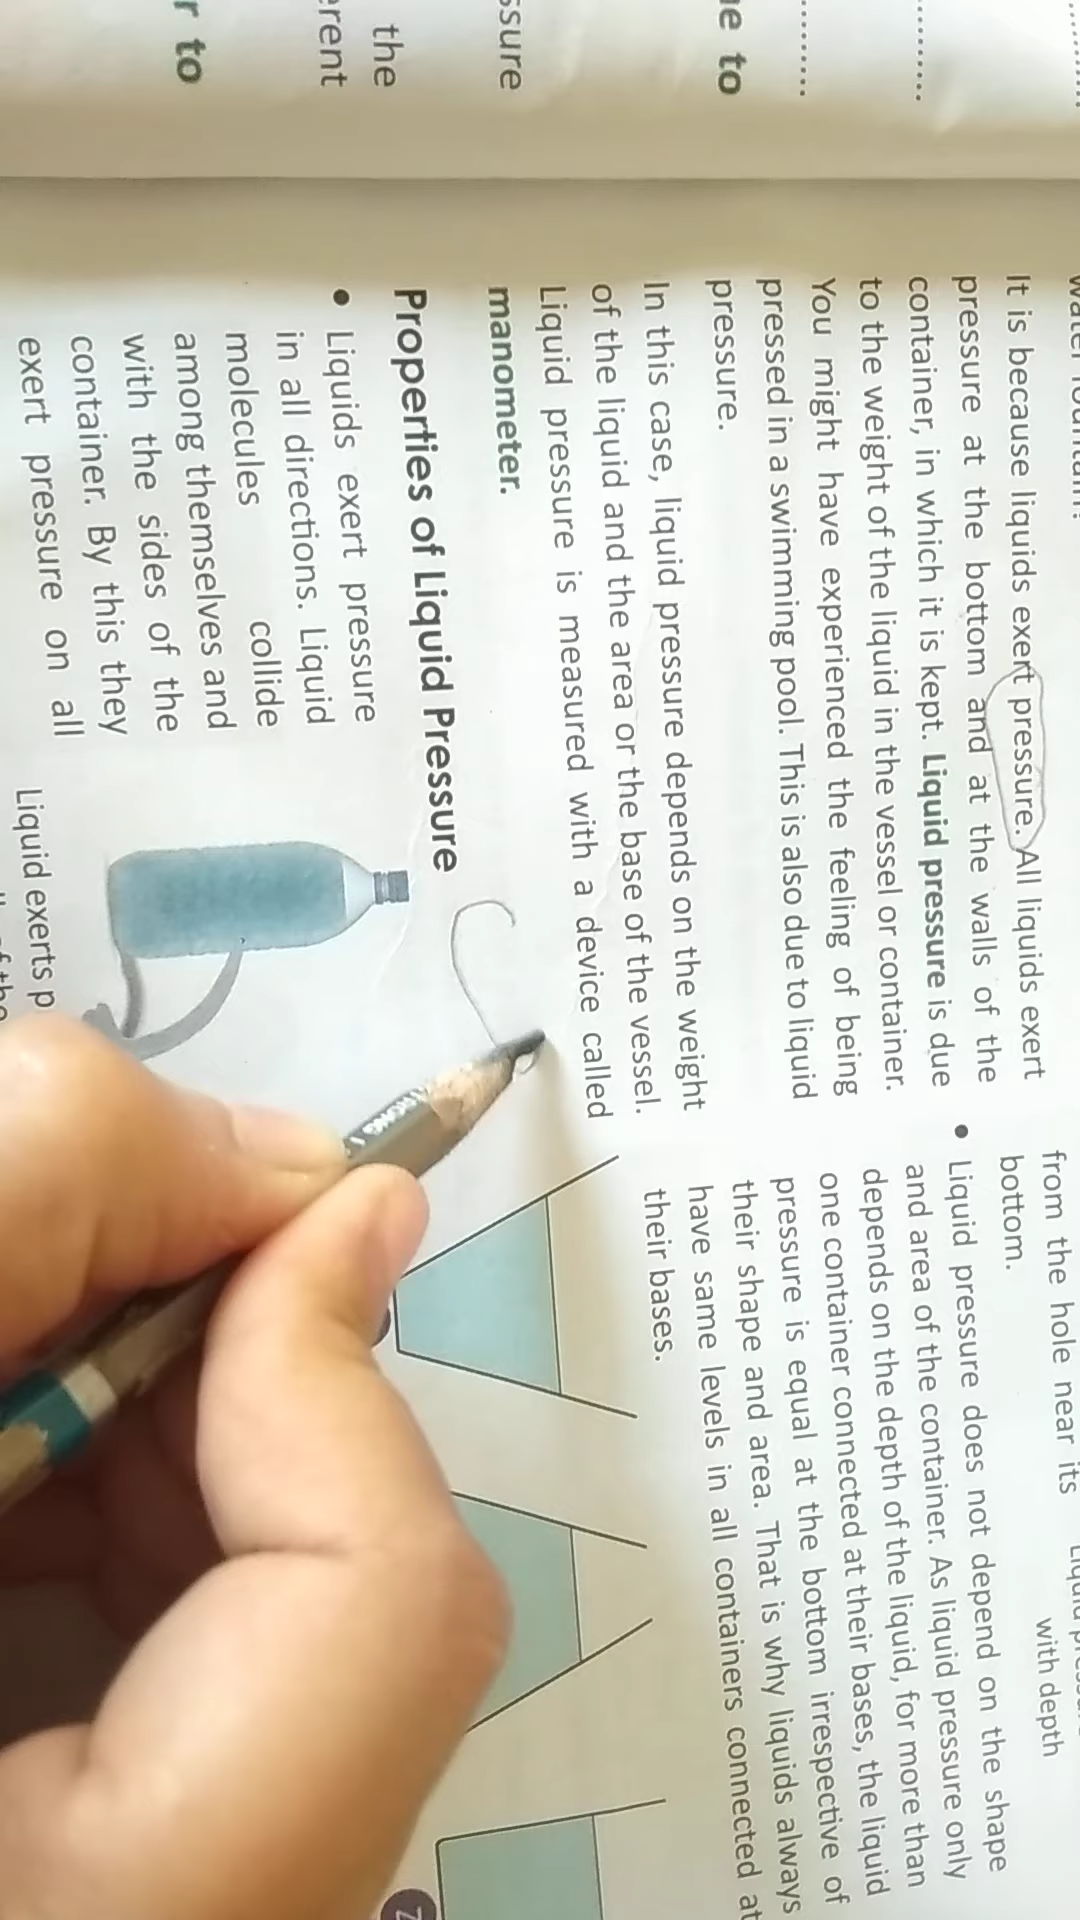 ssure
the
erent
r to
e to
It is because liquids exert pressure. All liquids exert
pressure at the bottom and at the walls of the
container, in which it is kept. Liquid pressure is due
to the weight of the liquid in the vessel or container.
You might have experienced the feeling of being
pressed in a swimming pool. This is also due to liquid
pressure.
In this case, liquid pressure depends on the weight
of the liquid and the area or the base of the vessel.
Liquid pressure is measured with a device called
manometer.
Properties of Liquid Pressure
• Liquids exert pressure
in all directions. Liquid
molecules collide
among themselves and
with the sides of the
container. By this they
exert pressure on all
Liquid exerts p
from the hole near its
bottom.
with depth
• Liquid pressure does not depend on the shape
and area of the container. As liquid pressure only
depends on the depth of the liquid, for more than
one container connected at their bases, the liquid
pressure is equal at the bottom irrespective of
their shape and area. That is why liquids always
have same levels in all containers connected at
their bases.